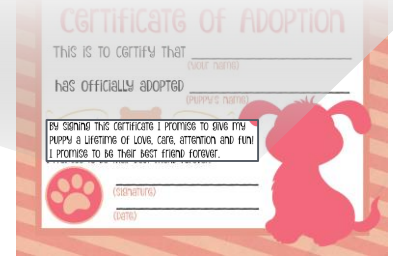 CERTIFICATE OF ADOPTION
THIS IS TO CERTIFY THAT
(YOUR NAME)
HAS OFFICIALLY ADOPTED
(PUPPY'S NAME)
BY SIGNING THIS CERTIFICATE I PROMISE TO GIVE MY
PUPPY A LIFETIME OF LOVE, CARE, ATTENTION AND FUN!
I PROMISE TO BE THEIR BEST FRIEND FOREVER.
(SIGNATURE)
(DATE)